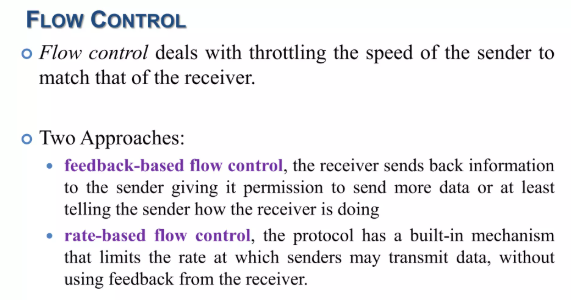 FLOW CONTROL
Flow control deals with throttling the speed of the sender to
match that of the receiver.
Two Approaches:
feedback-based flow control, the receiver sends back information
to the sender giving it permission to send more data or at least
telling the sender how the receiver is doing
rate-based flow control, the protocol has a built-in mechanism
that limits the rate at which senders may transmit data, without
using feedback from the receiver.